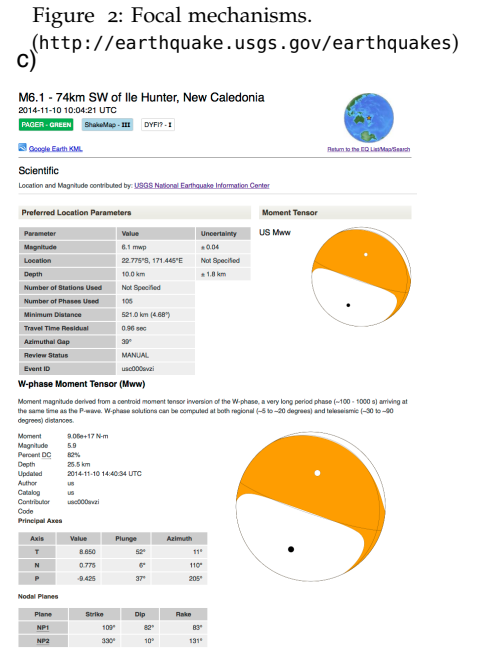 Figure 2: Focal mechanisms.
(http://earthquake.usgs.gov/earthquakes)
c)
M6.1 - 74km SW of Ile Hunter, New Caledonia
2014-11-10 10:04:21 UTC
PAGER - GREEN ShakeMap - III DYFI? - I
Google Earth KML
Return to the EQ List/Map/Search
Scientific
Location and Magnitude contributed by: USGS National Earthquake Information Center
Preferred Location Parameters
Parameter Value Uncertainty
Magnitude 6.1 mwp ± 0.04
Location 22.775°S, 171.445°E Not Specified
Depth 10.0 km ± 1.8 km
Number of Stations Used Not Specified
Number of Phases Used 105
Minimum Distance 521.0 km (4.68°)
Travel Time Residual 0.96 sec
Azimuthal Gap 39°
Review Status MANUAL
Event ID usc000svzi
Moment Tensor
US Mww
W-phase Moment Tensor (Mww)
Moment magnitude derived from a centroid moment tensor inversion of the W-phase, a very long period phase (~100 - 1000 s) arriving at
the same time as the P-wave. W-phase solutions can be computed at both regional (~5 to ~20 degrees) and teleseismic (~30 to ~90
degrees) distances.
Moment 9.06e+17 N-m
Magnitude 5.9
Percent DC 82%
Depth 25.5 km
Updated 2014-11-10 14:40:34 UTC
Author us
Catalog us
Contributor usc000svzi
Code
Principal Axes
Axis Value Plunge Azimuth
T 8.650 52° 11°
N 0.775 6° 110°
P -9.425 37° 205°
Nodal Planes
Plane Strike Dip Rake
NP1 109° 82° 83°
NP2 330° 10° 131°